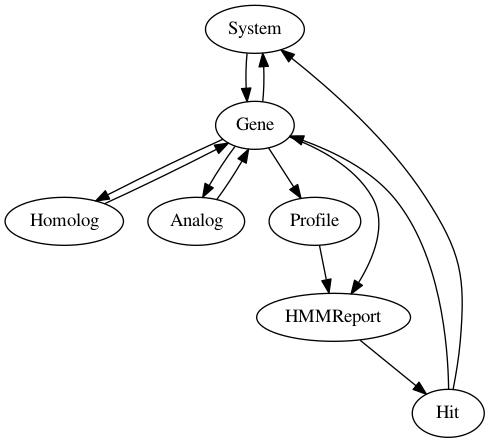 System
Gene
Homolog
Analog
Profile
HMMReport
Hit